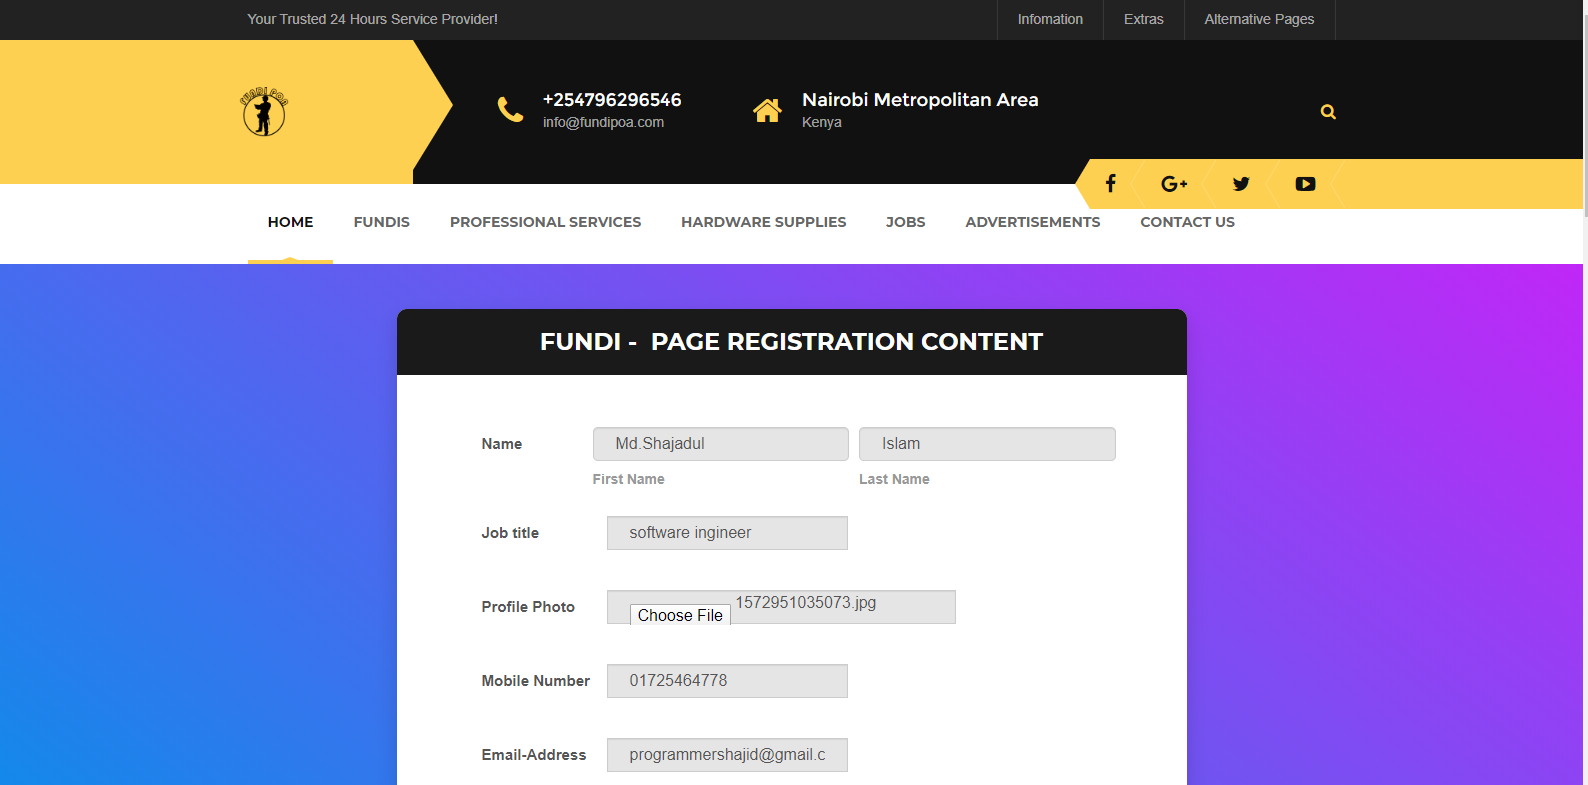 Your Trusted 24 Hours Service Provider!
Infomation
Extras
Alternative Pages
FUNDI POA
+254796296546
info@fundipoa.com
Nairobi Metropolitan Area
Kenya
HOME
FUNDIS
PROFESSIONAL SERVICES
HARDWARE SUPPLIES
JOBS
ADVERTISEMENTS
CONTACT US
FUNDI - PAGE REGISTRATION CONTENT
Name
Md.Shajadul
Islam
First Name
Last Name
Job title
software ingineer
Profile Photo
Choose File
1572951035073.jpg
Mobile Number
01725464778
Email-Address
programmershajid@gmail.c